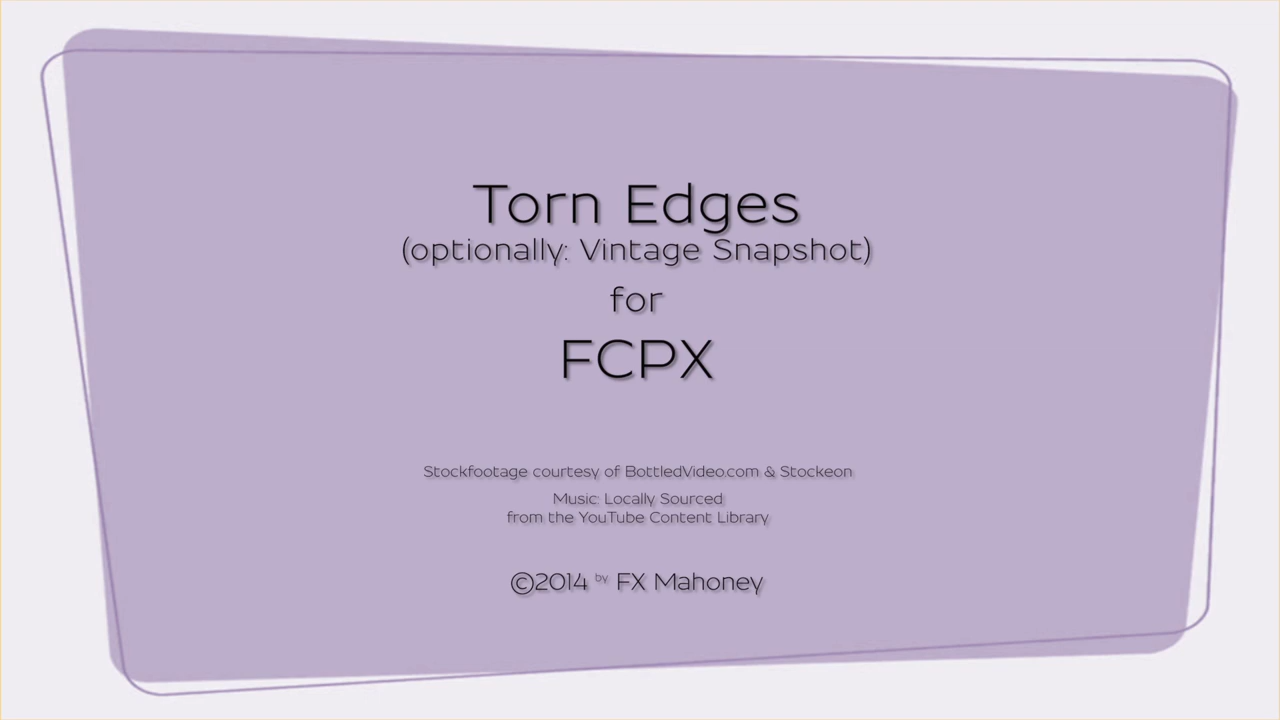 Torn Edges
(optionally: Vintage Snapshot)
for
FCPX
Stockfootage courtesy of BottledVideo.com & Stockeon
Music: Locally Sourced
from the YouTube Content Library
©2014 by FX Mahoney